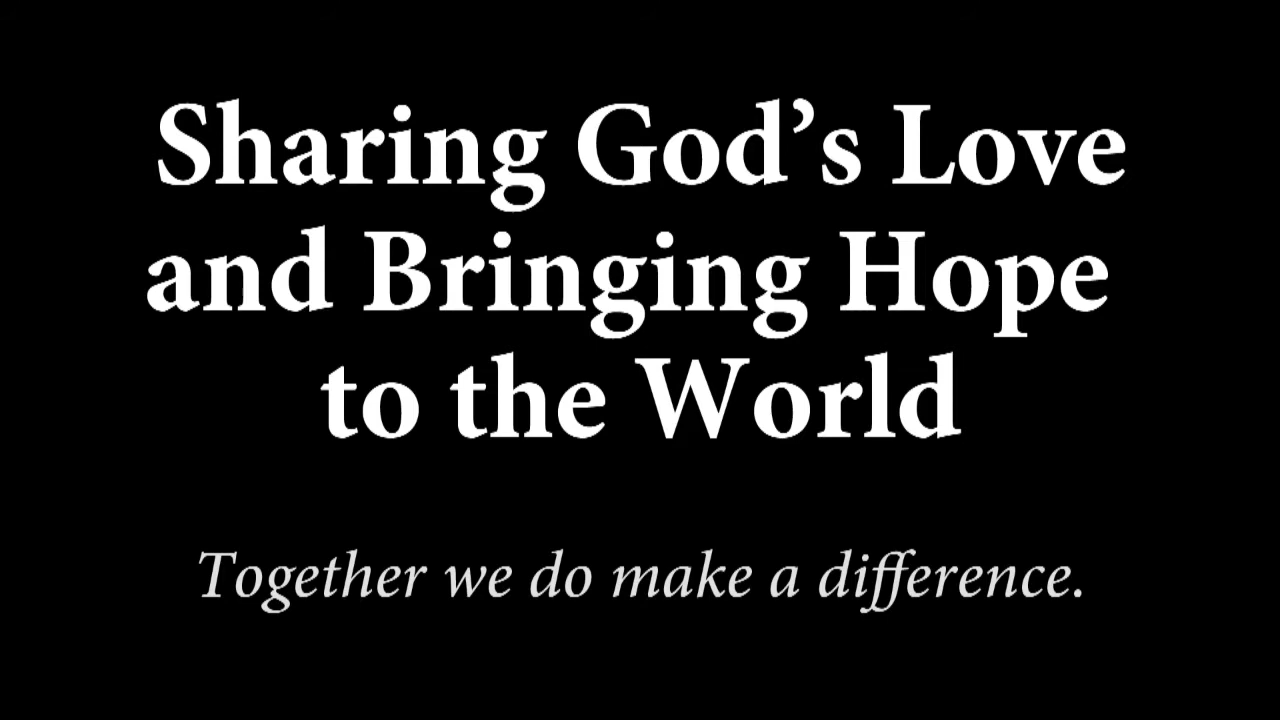 Sharing God’s Love
and Bringing Hope
to the World
Together we do make a difference.